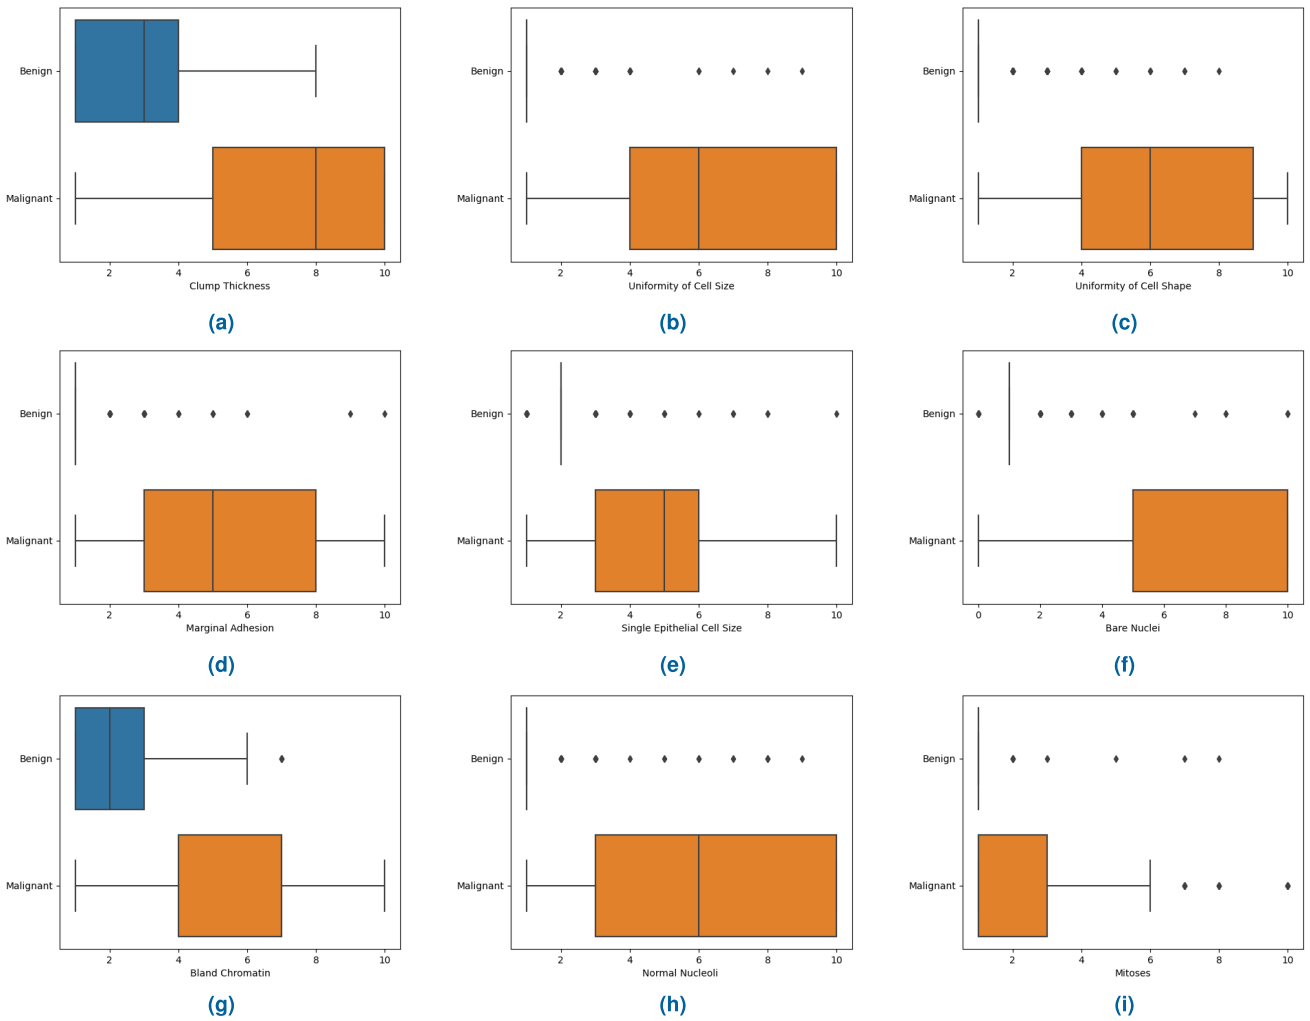 Benign
Malignant
2 4 6 8 10
Clump Thickness
(a)
Benign
Malignant
2 4 6 8 10
Uniformity of Cell Size
(b)
Benign
Malignant
2 4 6 8 10
Uniformity of Cell Shape
(c)
Benign
Malignant
2 4 6 8 10
Marginal Adhesion
(d)
Benign
Malignant
2 4 6 8 10
Single Epithelial Cell Size
(e)
Benign
Malignant
0 2 4 6 8 10
Bare Nuclei
(f)
Benign
Malignant
2 4 6 8 10
Bland Chromatin
(g)
Benign
Malignant
2 4 6 8 10
Normal Nucleoli
(h)
Benign
Malignant
2 4 6 8 10
Mitoses
(i)